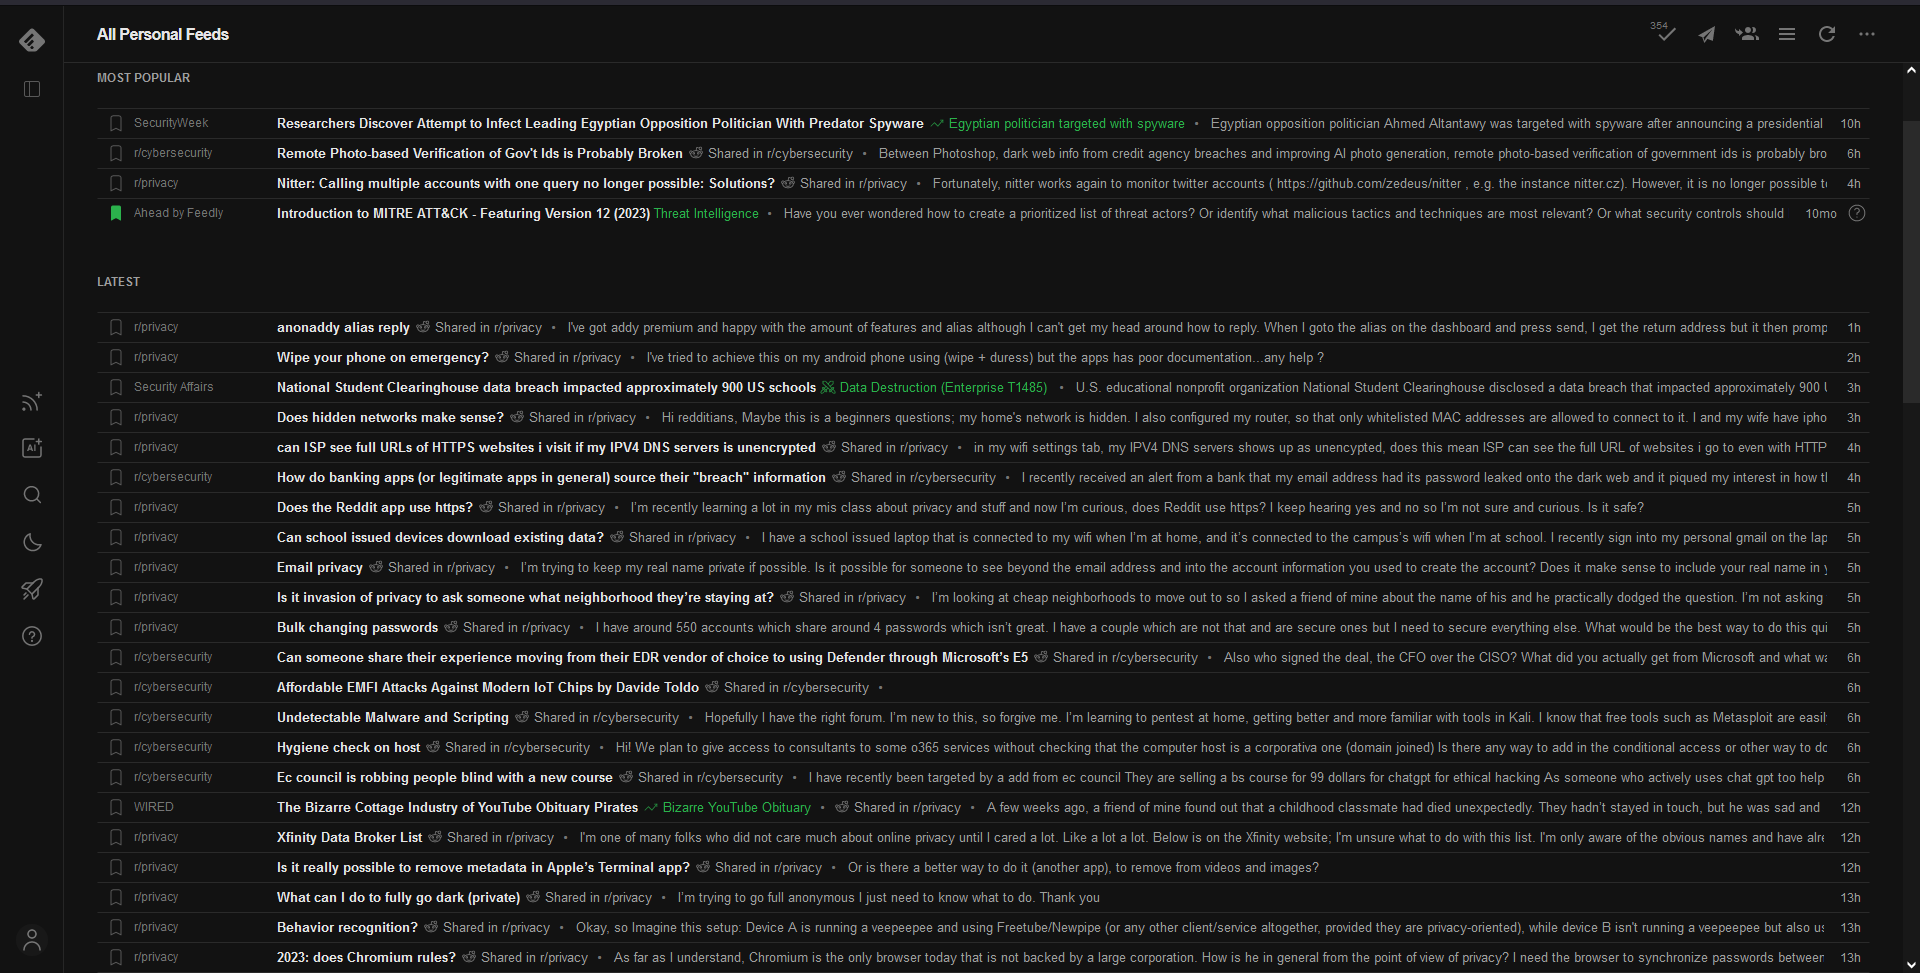 All Personal Feeds
354
MOST POPULAR
SecurityWeek Researchers Discover Attempt to Infect Leading Egyptian Opposition Politician With Predator Spyware Egyptian politician targeted with spyware • Egyptian opposition politician Ahmed Altantawy was targeted with spyware after announcing a presidential 10h
r/cybersecurity Remote Photo-based Verification of Gov't Ids is Probably Broken Shared in r/cybersecurity • Between Photoshop, dark web info from credit agency breaches and improving AI photo generation, remote photo-based verification of government ids is probably bro 6h
r/privacy Nitter: Calling multiple accounts with one query no longer possible: Solutions? Shared in r/privacy • Fortunately, nitter works again to monitor twitter accounts ( https://github.com/zedeus/nitter , e.g. the instance nitter.cz). However, it is no longer possible to 4h
Ahead by Feedly Introduction to MITRE ATT&CK - Featuring Version 12 (2023) Threat Intelligence • Have you ever wondered how to create a prioritized list of threat actors? Or identify what malicious tactics and techniques are most relevant? Or what security controls should 10mo
LATEST
r/privacy anonaddy alias reply Shared in r/privacy • I've got addy premium and happy with the amount of features and alias although I can't get my head around how to reply. When I goto the alias on the dashboard and press send, I get the return address but it then promp 1h
r/privacy Wipe your phone on emergency? Shared in r/privacy • I've tried to achieve this on my android phone using (wipe + duress) but the apps has poor documentation...any help ? 2h
Security Affairs National Student Clearinghouse data breach impacted approximately 900 US schools Data Destruction (Enterprise T1485) • U.S. educational nonprofit organization National Student Clearinghouse disclosed a data breach that impacted approximately 900 U 3h
r/privacy Does hidden networks make sense? Shared in r/privacy • Hi redditians, Maybe this is a beginners questions; my home's network is hidden. I also configured my router, so that only whitelisted MAC addresses are allowed to connect to it. I and my wife have ipho 3h
r/privacy can ISP see full URLs of HTTPS websites i visit if my IPV4 DNS servers is unencrypted Shared in r/privacy • in my wifi settings tab, my IPV4 DNS servers shows up as unencypted, does this mean ISP can see the full URL of websites i go to even with HTTP 4h
r/cybersecurity How do banking apps (or legitimate apps in general) source their "breach" information Shared in r/cybersecurity • I recently received an alert from a bank that my email address had its password leaked onto the dark web and it piqued my interest in how tl 4h
r/privacy Does the Reddit app use https? Shared in r/privacy • I'm recently learning a lot in my mis class about privacy and stuff and now I'm curious, does Reddit use https? I keep hearing yes and no so I'm not sure and curious. Is it safe? 5h
r/privacy Can school issued devices download existing data? Shared in r/privacy • I have a school issued laptop that is connected to my wifi when I'm at home, and it's connected to the campus's wifi when I'm at school. I recently sign into my personal gmail on the lap 5h
r/privacy Email privacy Shared in r/privacy • I'm trying to keep my real name private if possible. Is it possible for someone to see beyond the email address and into the account information you used to create the account? Does it make sense to include your real name in y 5h
r/privacy Is it invasion of privacy to ask someone what neighborhood they're staying at? Shared in r/privacy • I'm looking at cheap neighborhoods to move out to so I asked a friend of mine about the name of his and he practically dodged the question. I'm not asking 5h
r/privacy Bulk changing passwords Shared in r/privacy • I have around 550 accounts which share around 4 passwords which isn't great. I have a couple which are not that and are secure ones but I need to secure everything else. What would be the best way to do this qui 5h
r/cybersecurity Can someone share their experience moving from their EDR vendor of choice to using Defender through Microsoft's E5 Shared in r/cybersecurity • Also who signed the deal, the CFO over the CISO? What did you actually get from Microsoft and what wa 6h
r/cybersecurity Affordable EMFI Attacks Against Modern IoT Chips by Davide Toldo Shared in r/cybersecurity • 6h
r/cybersecurity Undetectable Malware and Scripting Shared in r/cybersecurity • Hopefully I have the right forum. I'm new to this, so forgive me. I'm learning to pentest at home, getting better and more familiar with tools in Kali. I know that free tools such as Metasploit are easil 6h
r/cybersecurity Hygiene check on host Shared in r/cybersecurity • Hi! We plan to give access to consultants to some o365 services without checking that the computer host is a corporativa one (domain joined) Is there any way to add in the conditional access or other way to do 6h
r/cybersecurity Ec council is robbing people blind with a new course Shared in r/cybersecurity • I have recently been targeted by a add from ec council They are selling a bs course for 99 dollars for chatgpt for ethical hacking As someone who actively uses chat gpt too help 6h
WIRED The Bizarre Cottage Industry of YouTube Obituary Pirates Bizarre YouTube Obituary • Shared in r/privacy • A few weeks ago, a friend of mine found out that a childhood classmate had died unexpectedly. They hadn't stayed in touch, but he was sad and 12h
r/privacy Xfinity Data Broker List Shared in r/privacy • I'm one of many folks who did not care much about online privacy until I cared a lot. Like a lot a lot. Below is on the Xfinity website; I'm unsure what to do with this list. I'm only aware of the obvious names and have alre 12h
r/privacy Is it really possible to remove metadata in Apple's Terminal app? Shared in r/privacy • Or is there a better way to do it (another app), to remove from videos and images? 12h
r/privacy What can I do to fully go dark (private) Shared in r/privacy • I'm trying to go full anonymous I just need to know what to do. Thank you 13h
r/privacy Behavior recognition? Shared in r/privacy • Okay, so Imagine this setup: Device A is running a veepeepee and using Freetube/Newpipe (or any other client/service altogether, provided they are privacy-oriented), while device B isn't running a veepeepee but also us 13h
r/privacy 2023: does Chromium rules? Shared in r/privacy • As far as I understand, Chromium is the only browser today that is not backed by a large corporation. How is he in general from the point of view of privacy? I need the browser to synchronize passwords between 13h
AI